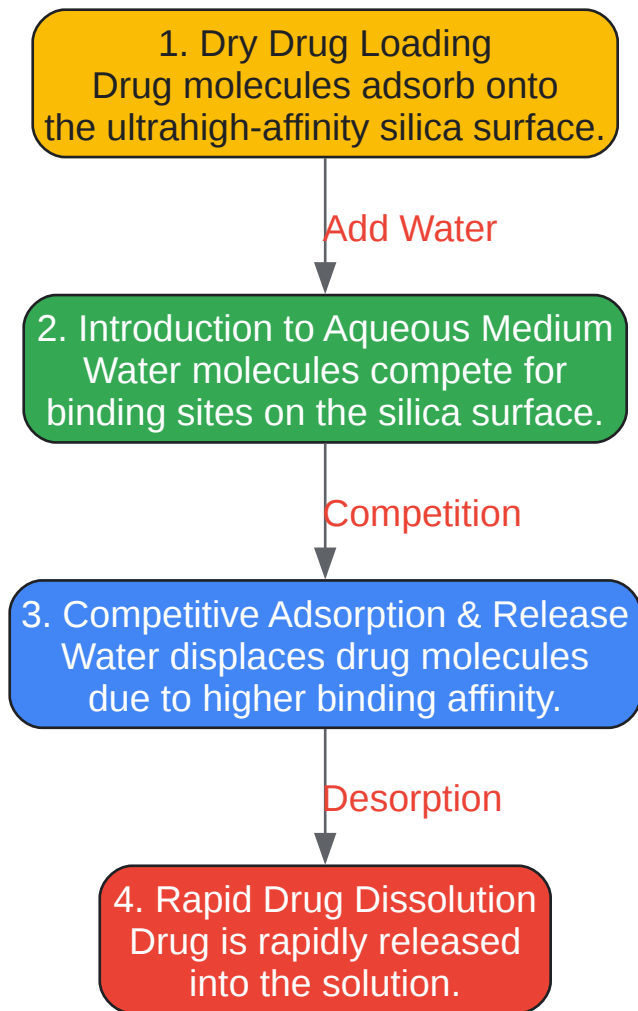 1. Dry Drug Loading
Drug molecules adsorb onto
the ultrahigh-affinity silica surface.
Add Water
2. Introduction to Aqueous Medium
Water molecules compete for
binding sites on the silica surface.
Competition
3. Competitive Adsorption & Release
Water displaces drug molecules
due to higher binding affinity.
Desorption
4. Rapid Drug Dissolution
Drug is rapidly released
into the solution.